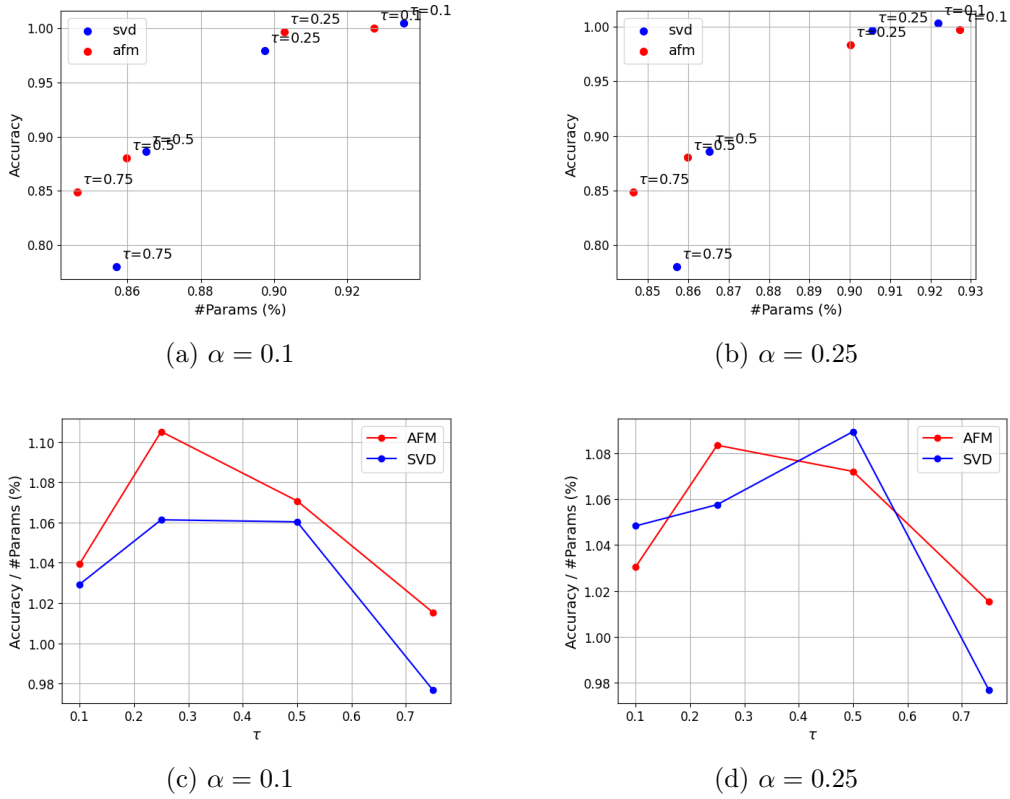 τ=0.1
τ=0.25
τ=0.1
τ=0.25
τ=0.5
τ=0.5
τ=0.75
τ=0.75
svd
afm
1.00
0.95
0.90
0.85
0.80
Accuracy
0.86 0.88 0.90 0.92
#Params (%)
(a) α = 0.1
τ=0.25
τ=0.1
τ=0.1
τ=0.25
τ=0.5
τ=0.5
τ=0.75
τ=0.75
svd
afm
1.00
0.95
0.90
0.85
0.80
Accuracy
0.85 0.86 0.87 0.88 0.89 0.90 0.91 0.92 0.93
#Params (%)
(b) α = 0.25
AFM
SVD
1.10
1.08
1.06
1.04
1.02
1.00
0.98
Accuracy / #Params (%)
0.1 0.2 0.3 0.4 0.5 0.6 0.7
τ
(c) α = 0.1
AFM
SVD
1.08
1.06
1.04
1.02
1.00
0.98
Accuracy / #Params (%)
0.1 0.2 0.3 0.4 0.5 0.6 0.7
τ
(d) α = 0.25